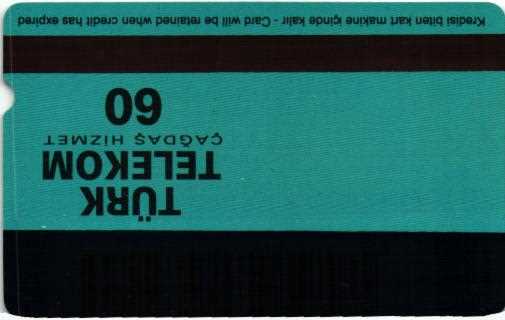 TÜRK
TELEKOM
ÇAĞDAŞ HİZMET
60
Kredisi biten kart makine içinde kalır - Card will be retained when credit has expired